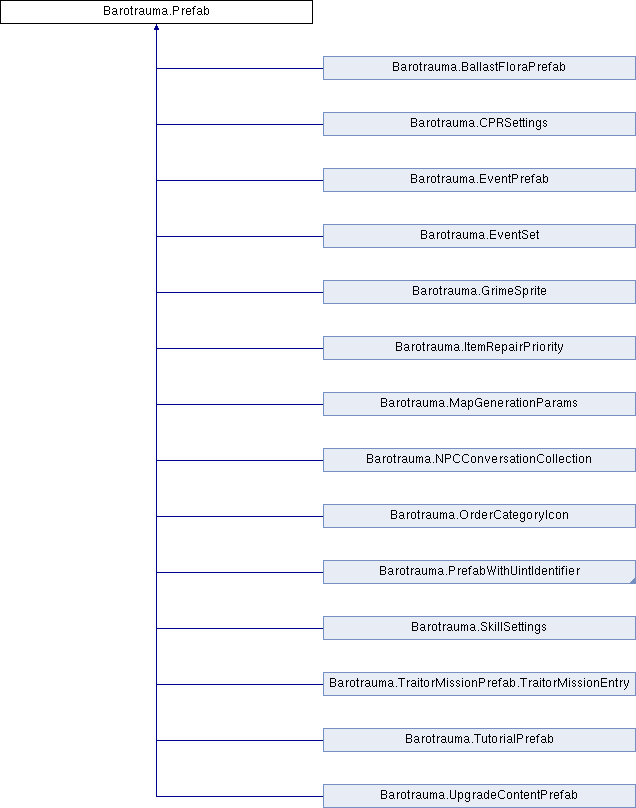 Barotrauma.Prefab
Barotrauma.BallastFloraPrefab
Barotrauma.CPRSettings
Barotrauma.EventPrefab
Barotrauma.EventSet
Barotrauma.GrimeSprite
Barotrauma.ItemRepairPriority
Barotrauma.MapGenerationParams
Barotrauma.NPCConversationCollection
Barotrauma.OrderCategoryIcon
Barotrauma.PrefabWithUintIdentifier
Barotrauma.SkillSettings
Barotrauma.TraitorMissionPrefab.TraitorMissionEntry
Barotrauma.TutorialPrefab
Barotrauma.UpgradeContentPrefab